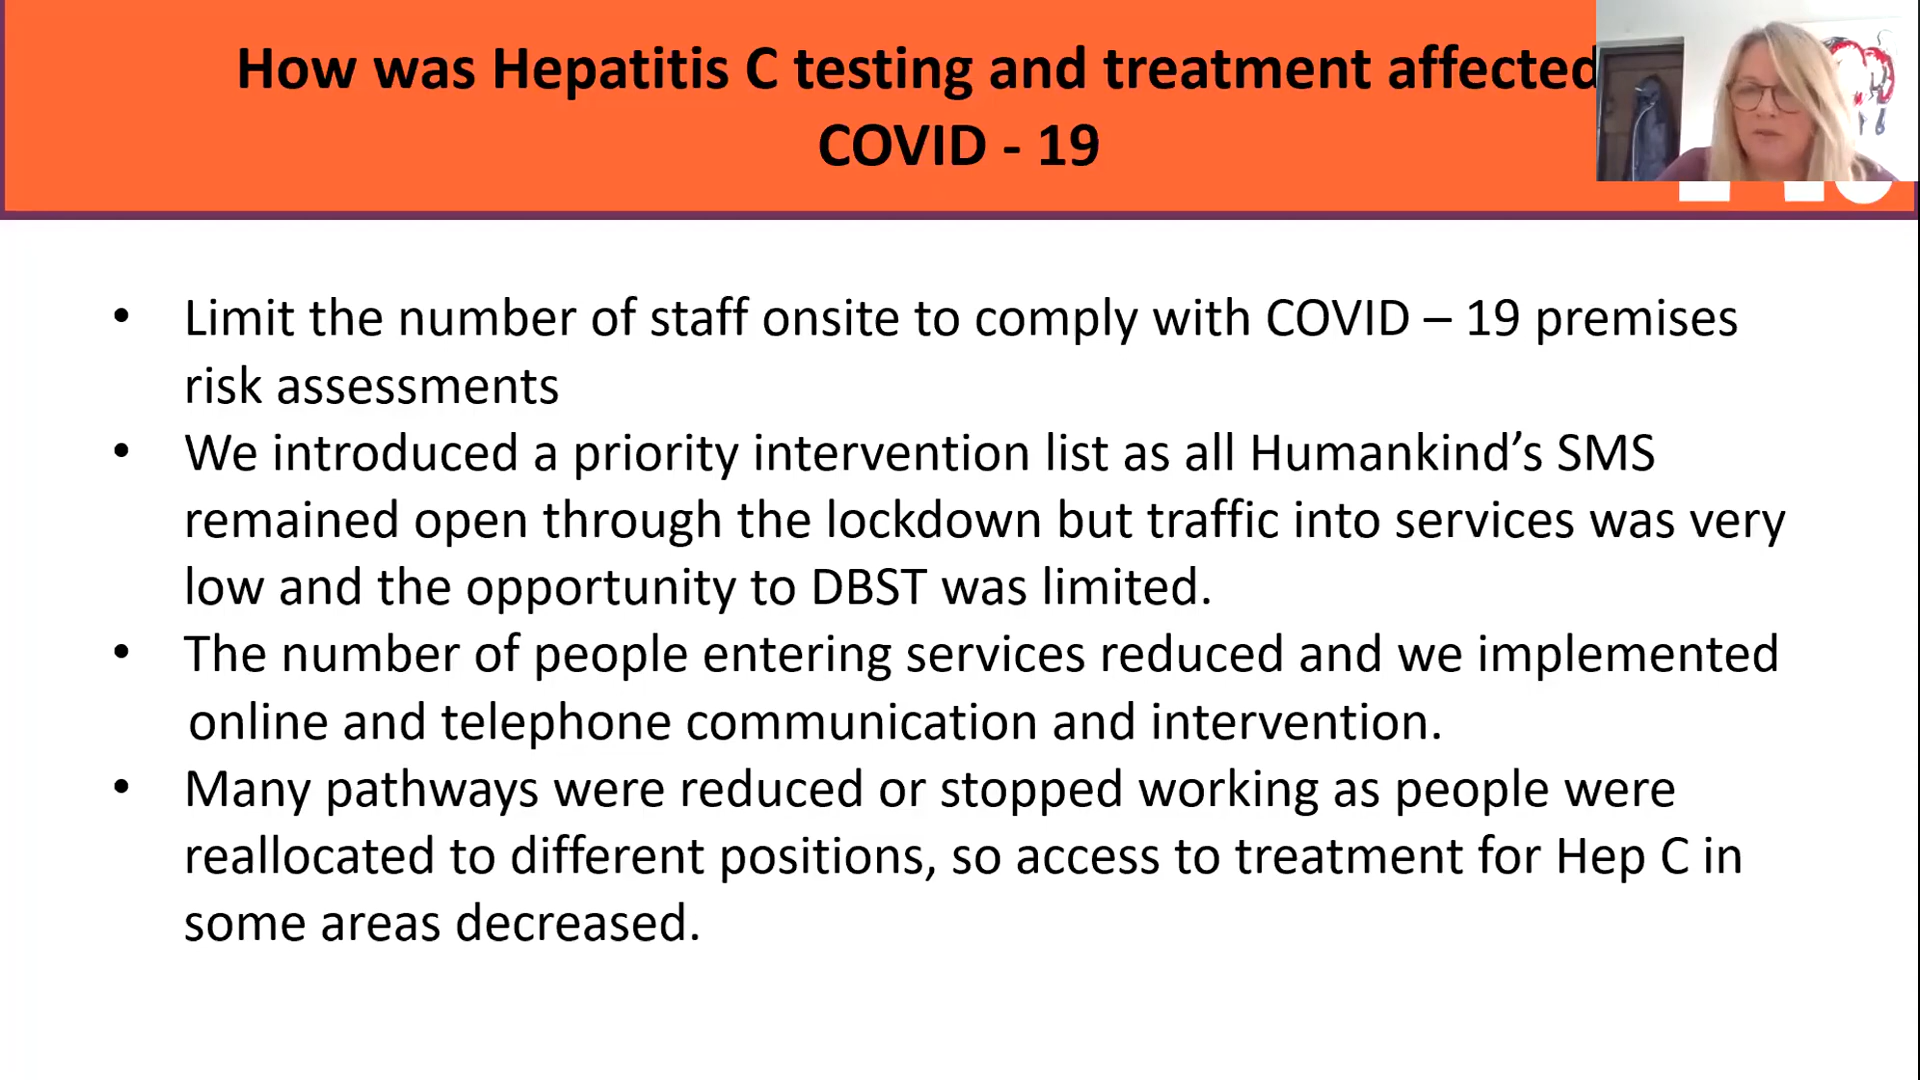 How was Hepatitis C testing and treatment affected
COVID - 19
• Limit the number of staff onsite to comply with COVID – 19 premises
risk assessments
• We introduced a priority intervention list as all Humankind’s SMS
remained open through the lockdown but traffic into services was very
low and the opportunity to DBST was limited.
• The number of people entering services reduced and we implemented
online and telephone communication and intervention.
• Many pathways were reduced or stopped working as people were
reallocated to different positions, so access to treatment for Hep C in
some areas decreased.